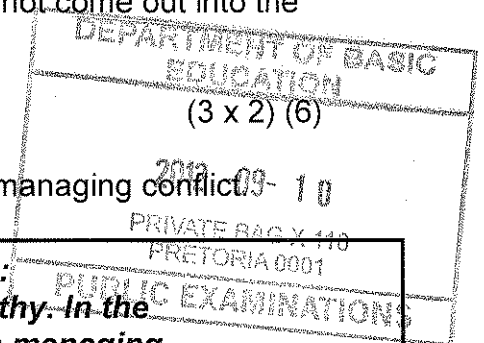 not come out into the
DEPARTMENT OF BASIC
EDUCATION
(3 x 2) (6)
09- 10
managing conflict.
PRIVATE BAG X 110
PRETORIA 0001
:
PUBLIC EXAMINATIONS
thy. In the
managing